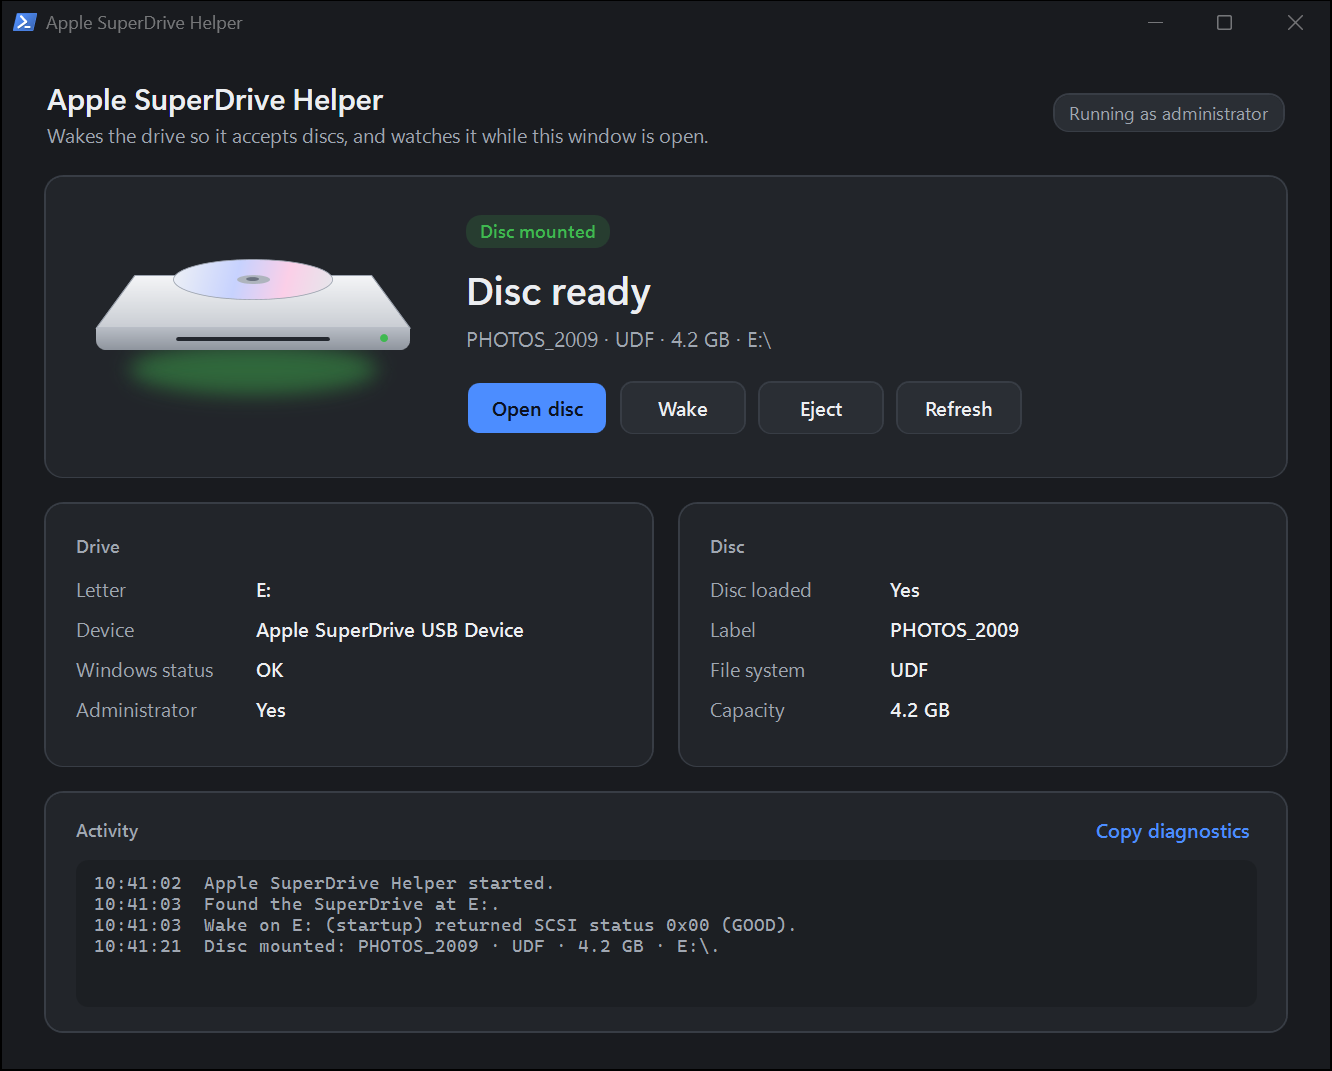 Apple SuperDrive Helper
Apple SuperDrive Helper
Wakes the drive so it accepts discs, and watches it while this window is open.
Running as administrator
Disc mounted
Disc ready
PHOTOS_2009 · UDF · 4.2 GB · E:\
Open disc
Wake
Eject
Refresh
Drive
Letter E:
Device Apple SuperDrive USB Device
Windows status OK
Administrator Yes
Disc
Disc loaded Yes
Label PHOTOS_2009
File system UDF
Capacity 4.2 GB
Activity
Copy diagnostics
10:41:02 Apple SuperDrive Helper started.
10:41:03 Found the SuperDrive at E:.
10:41:03 Wake on E: (startup) returned SCSI status 0x00 (GOOD).
10:41:21 Disc mounted: PHOTOS_2009 · UDF · 4.2 GB · E:\.